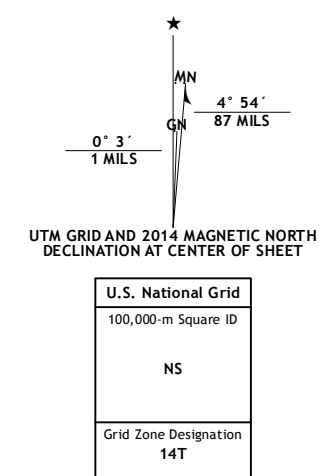 ★
MN
GN
4° 54´
87 MILS
0° 3´
1 MILS
UTM GRID AND 2014 MAGNETIC NORTH
DECLINATION AT CENTER OF SHEET
U.S. National Grid
100,000-m Square ID
NS
Grid Zone Designation
14T